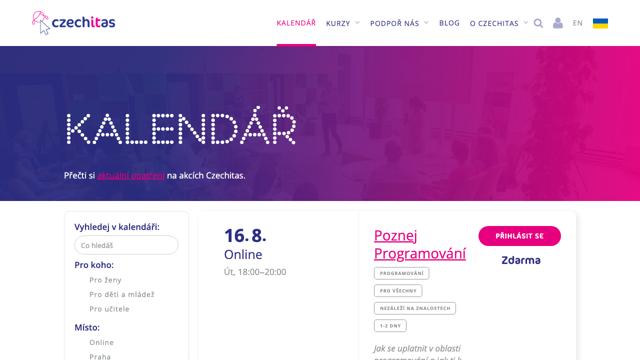 czechitas
KALENDÁŘ
KURZY
PODPOŘ NÁS
BLOG
O CZECHITAS
EN
KALENDÁŘ
Přečti si aktuální opatření na akcích Czechitas.
Vyhledej v kalendáři:
Co hledáš
Pro koho:
Pro ženy
Pro děti a mládež
Pro učitele
Místo:
Online
Praha
16. 8.
Online
Út, 18:00–20:00
Poznej
Programování
PROGRAMOVÁNÍ
PRO VŠECHNY
NEZÁLEŽÍ NA ZNALOSTECH
1-2 DNY
Jak se uplatnit v oblasti
programování a jak ti k
PŘIHLÁSIT SE
Zdarma